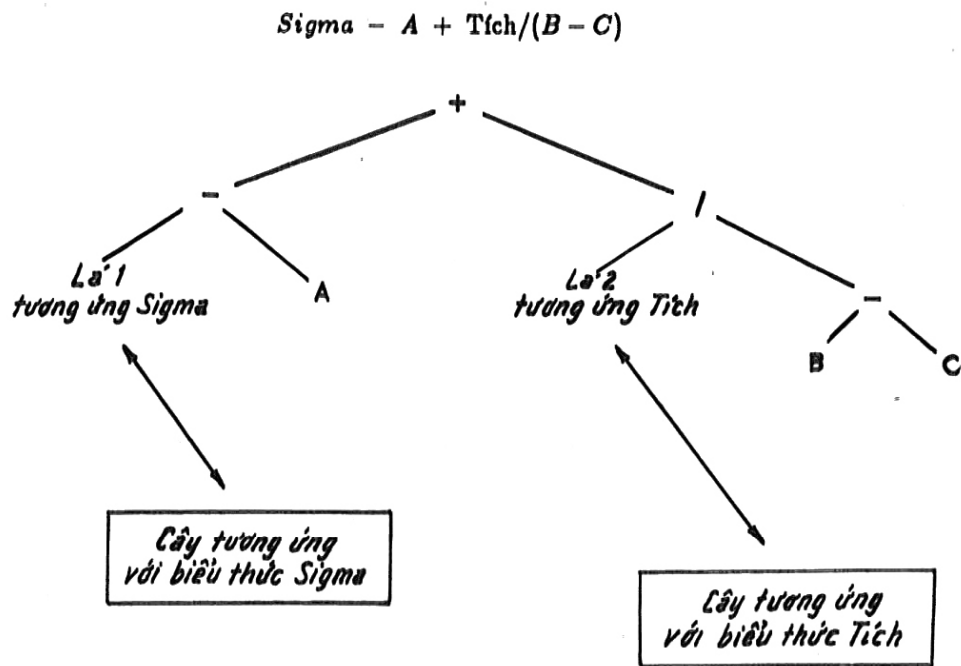 Sigma − A + Tích/(B − C)
+
−
/
Lá 1
tương ứng Sigma
A
Lá 2
tương ứng Tích
−
B
C
Cây tương ứng
với biểu thức Sigma
Cây tương ứng
với biểu thức Tích